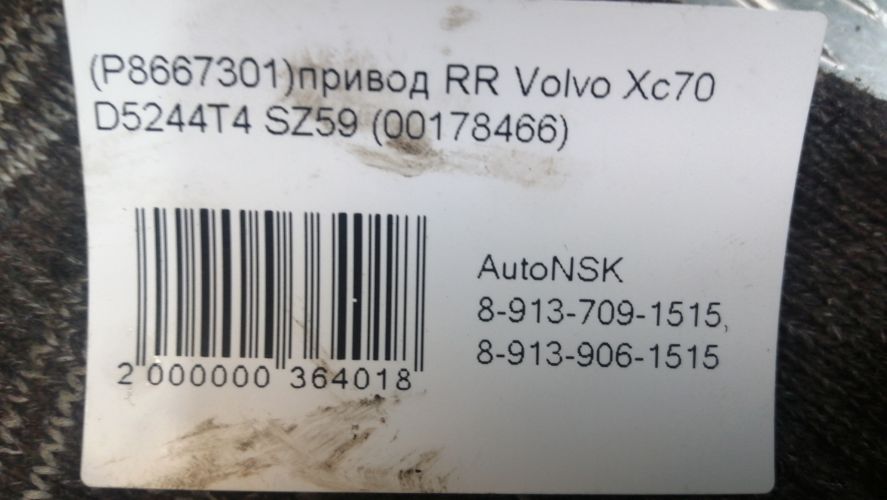 (P8667301)привод RR Volvo Xc70
D5244T4 SZ59 (00178466)
AutoNSK
8-913-709-1515,
8-913-906-1515
2 000000 364018